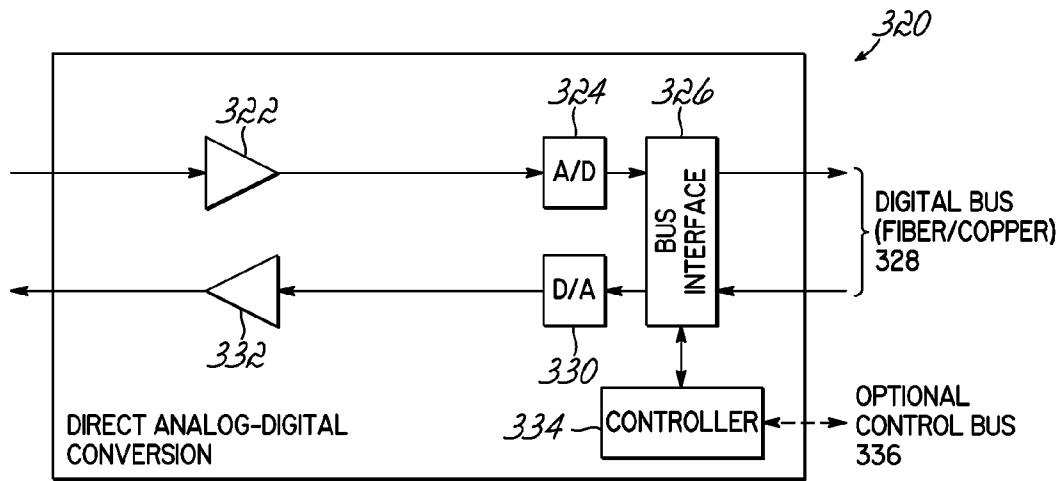 320
322
324
326
A/D
BUS INTERFACE
DIGITAL BUS
(FIBER/COPPER)
328
D/A
332
330
DIRECT ANALOG-DIGITAL
CONVERSION
334
CONTROLLER
OPTIONAL
CONTROL BUS
336